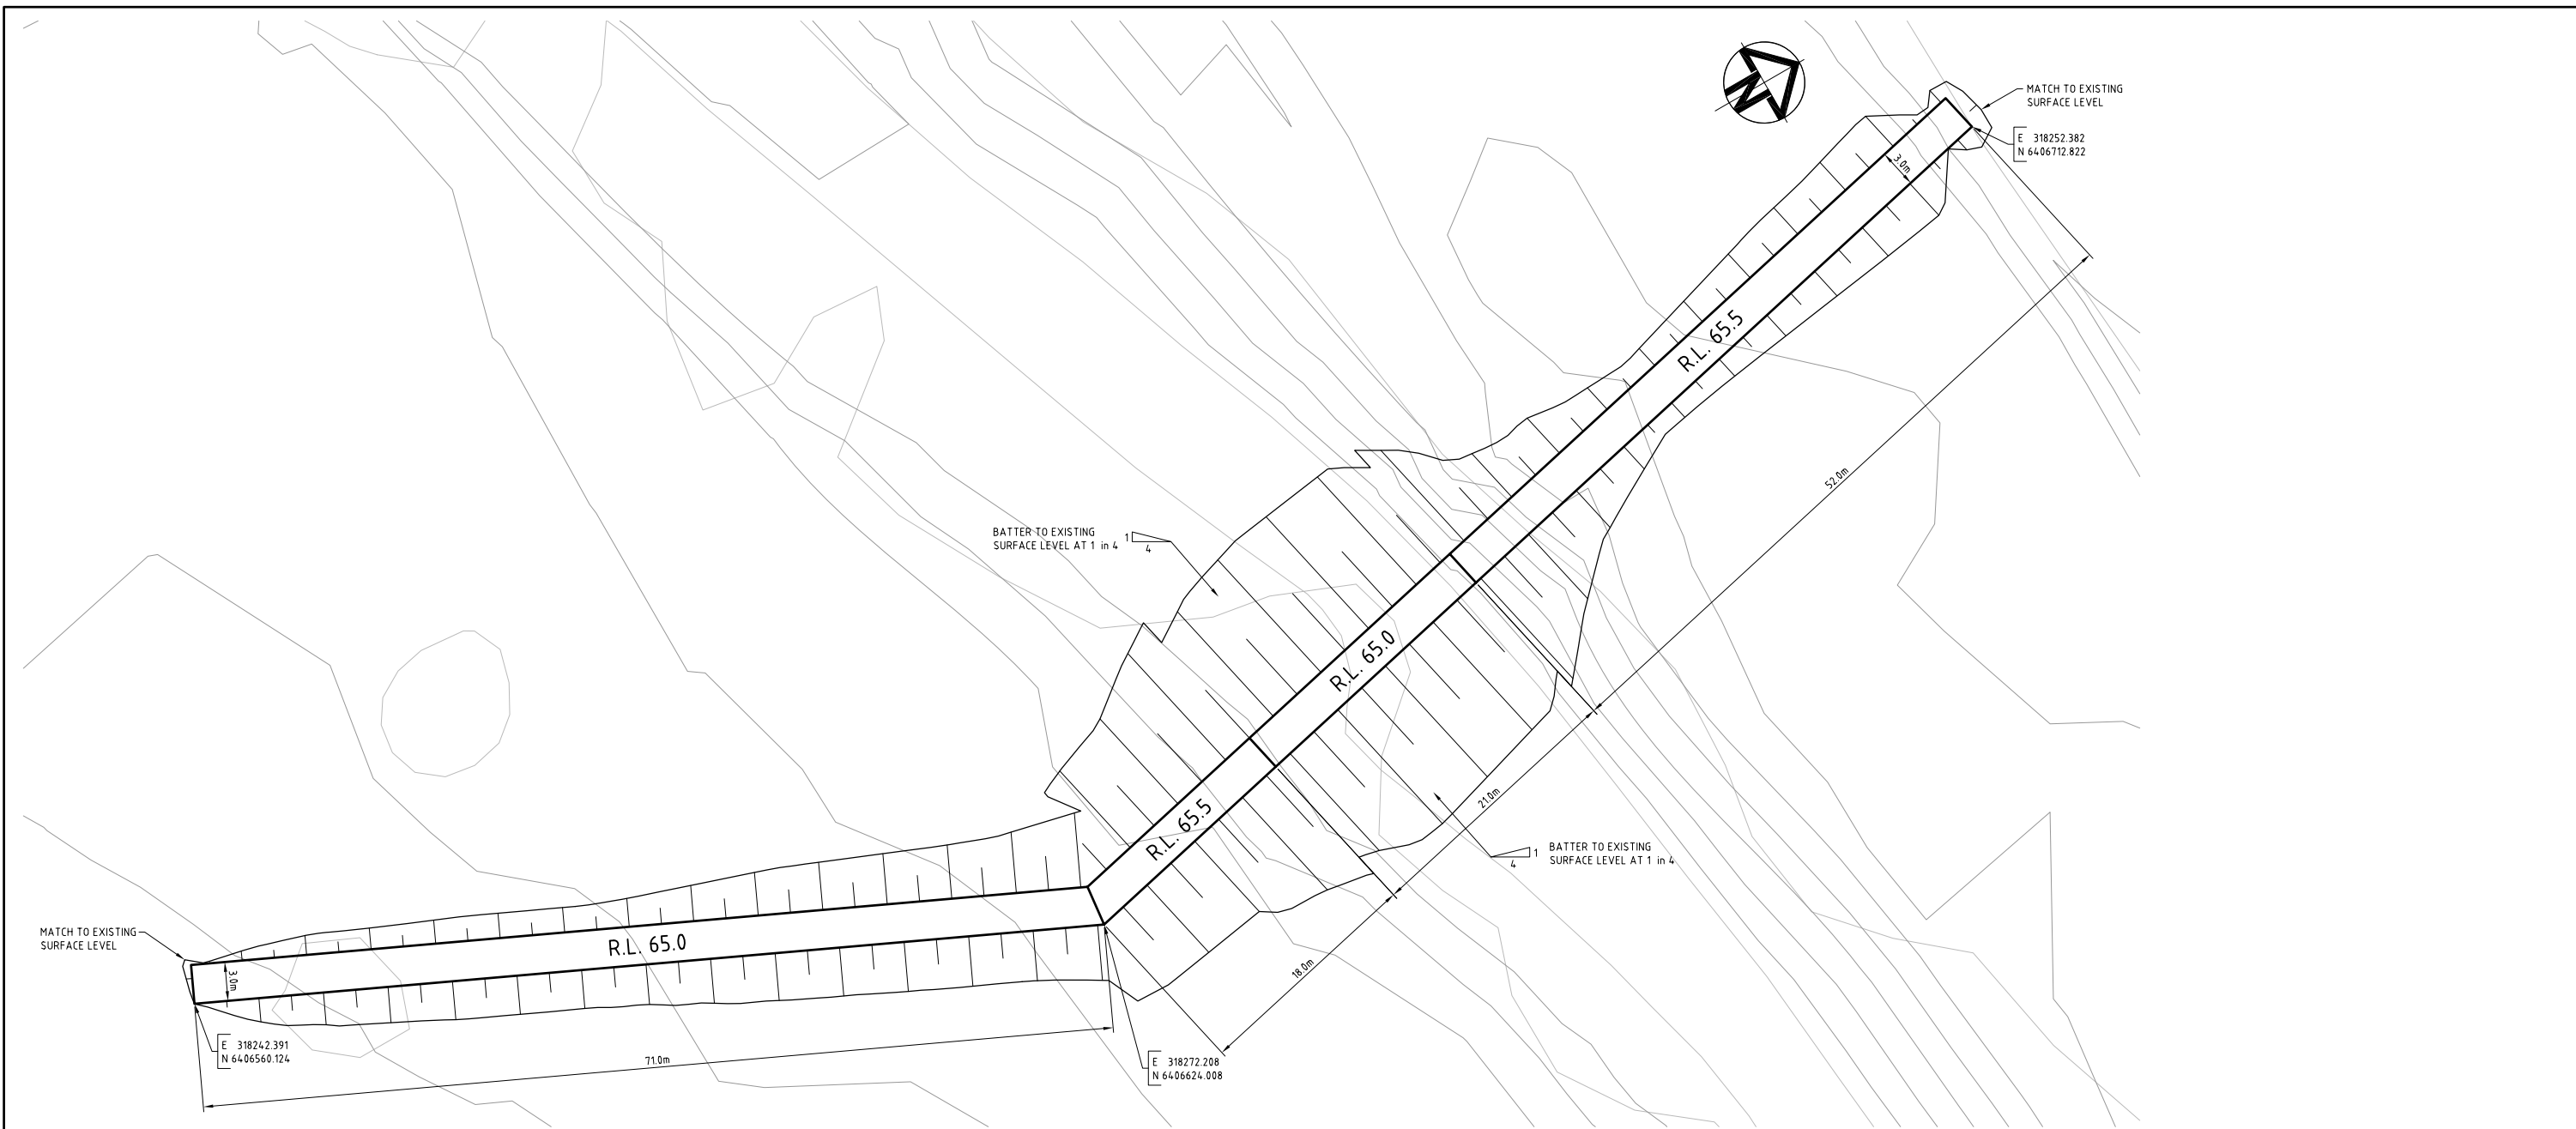 N
MATCH TO EXISTING
SURFACE LEVEL
E 318252.382
N 6406712.822
3.0m
R.L. 65.5
52.0m
BATTER TO EXISTING
SURFACE LEVEL AT 1 in 4
1
4
R.L. 65.0
21.0m
R.L. 65.5
1
4
BATTER TO EXISTING
SURFACE LEVEL AT 1 in 4
MATCH TO EXISTING
SURFACE LEVEL
R.L. 65.0
3.0m
18.0m
E 318242.391
N 6406560.124
71.0m
E 318272.208
N 6406624.008